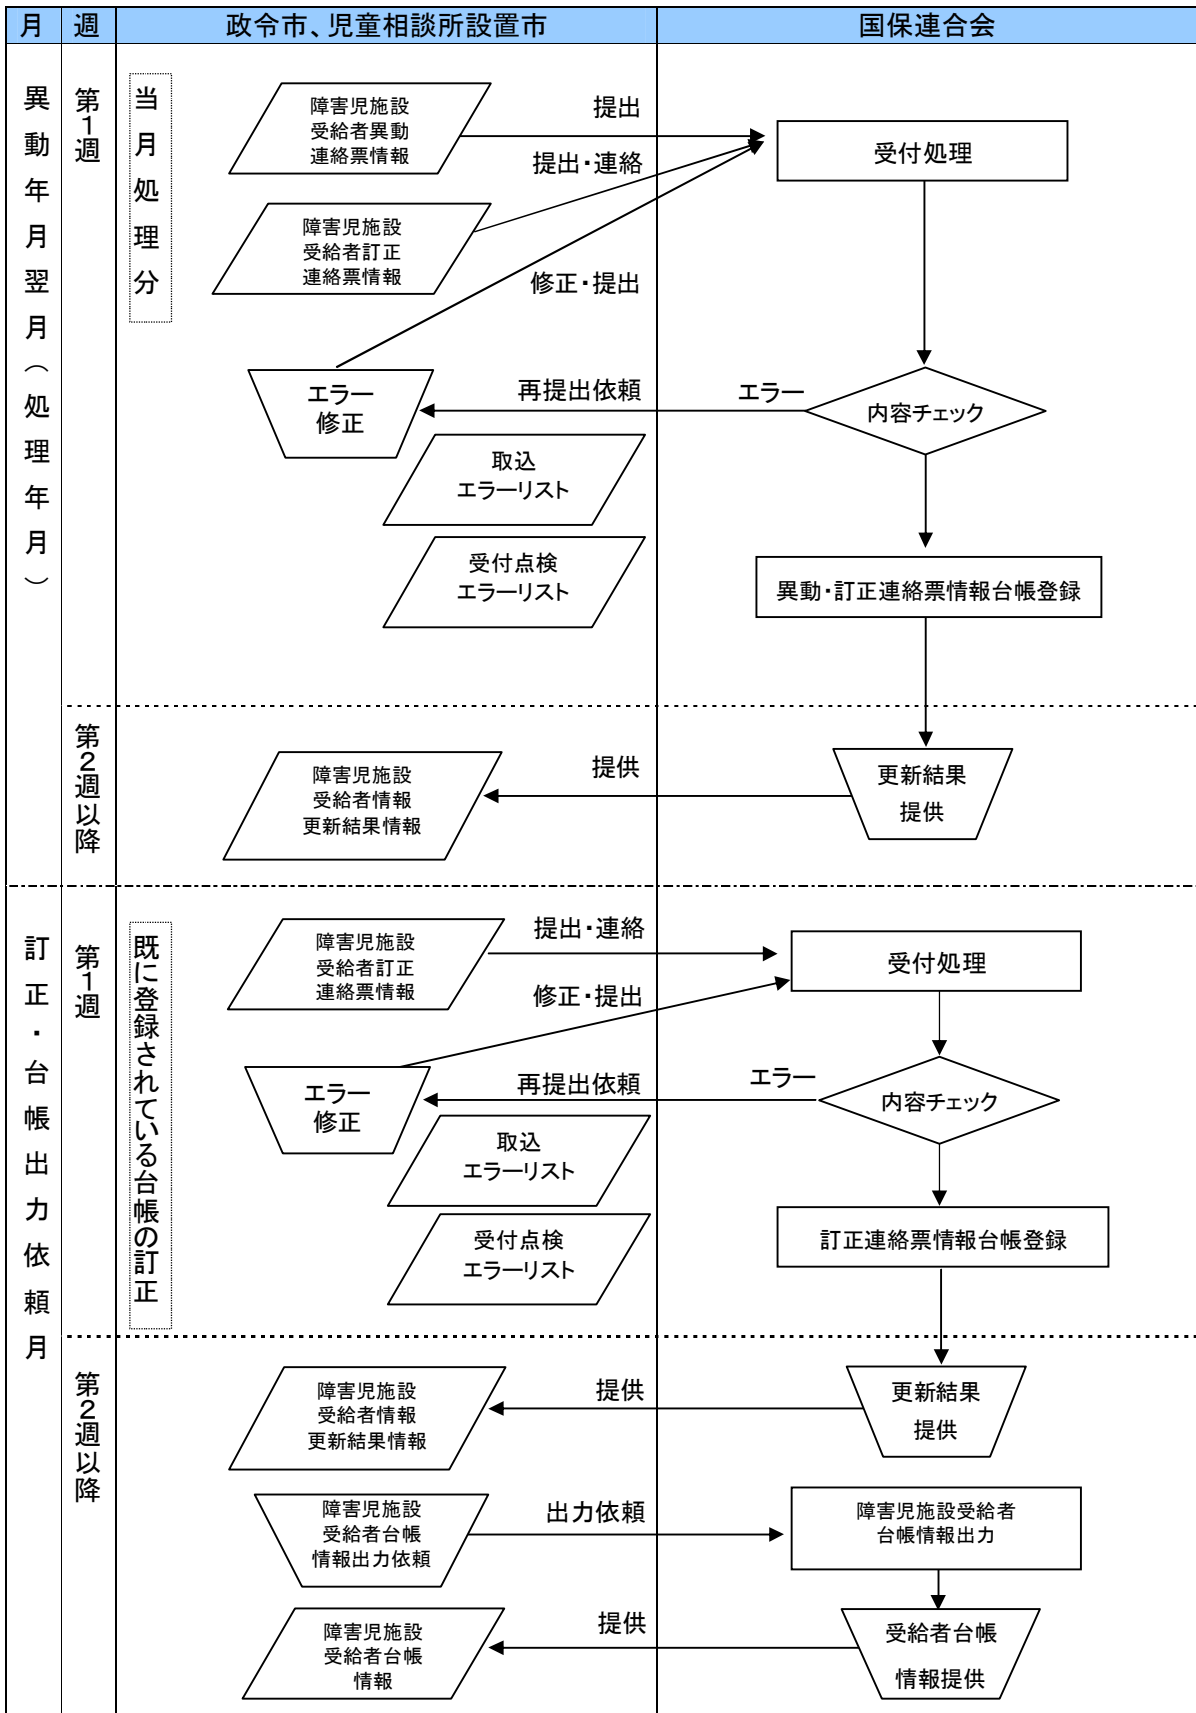 月
週
政令市、児童相談所設置市
国保連合会
異動年月翌月（処理年月）
第1週
当月処理分
障害児施設
受給者異動
連絡票情報
提出
受付処理
提出・連絡
障害児施設
受給者訂正
連絡票情報
修正・提出
エラー
修正
再提出依頼
エラー
内容チェック
取込
エラーリスト
受付点検
エラーリスト
異動・訂正連絡票情報台帳登録
第2週以降
障害児施設
受給者情報
更新結果情報
提供
更新結果
提供
訂正・台帳出力依頼月
第1週
既に登録されている台帳の訂正
障害児施設
受給者訂正
連絡票情報
提出・連絡
受付処理
修正・提出
エラー
修正
再提出依頼
エラー
内容チェック
取込
エラーリスト
受付点検
エラーリスト
訂正連絡票情報台帳登録
第2週以降
障害児施設
受給者情報
更新結果情報
提供
更新結果
提供
障害児施設
受給者台帳
情報出力依頼
出力依頼
障害児施設受給者
台帳情報出力
障害児施設
受給者台帳
情報
提供
受給者台帳
情報提供